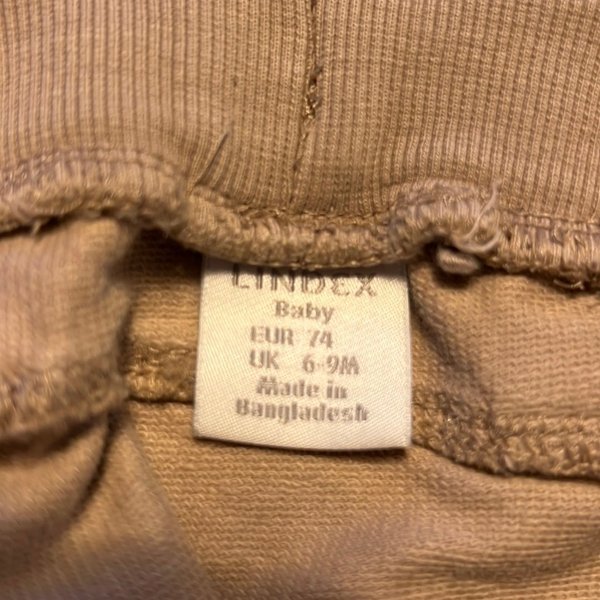 LINDEX
Baby
EUR 74
UK 6-9M
Made in
Bangladesh